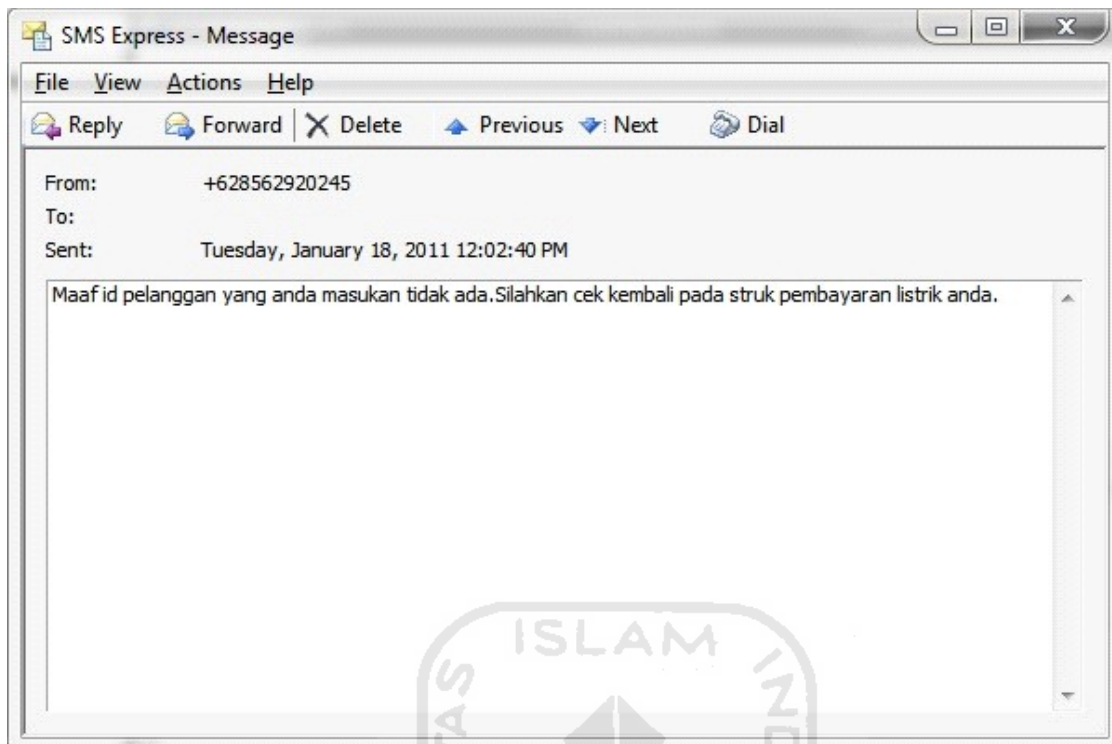 SMS Express - Message
File View Actions Help
Reply Forward Delete Previous Next Dial
From: +628562920245
To:
Sent: Tuesday, January 18, 2011 12:02:40 PM
Maaf id pelanggan yang anda masukan tidak ada.Silahkan cek kembali pada struk pembayaran listrik anda.
ISLAM